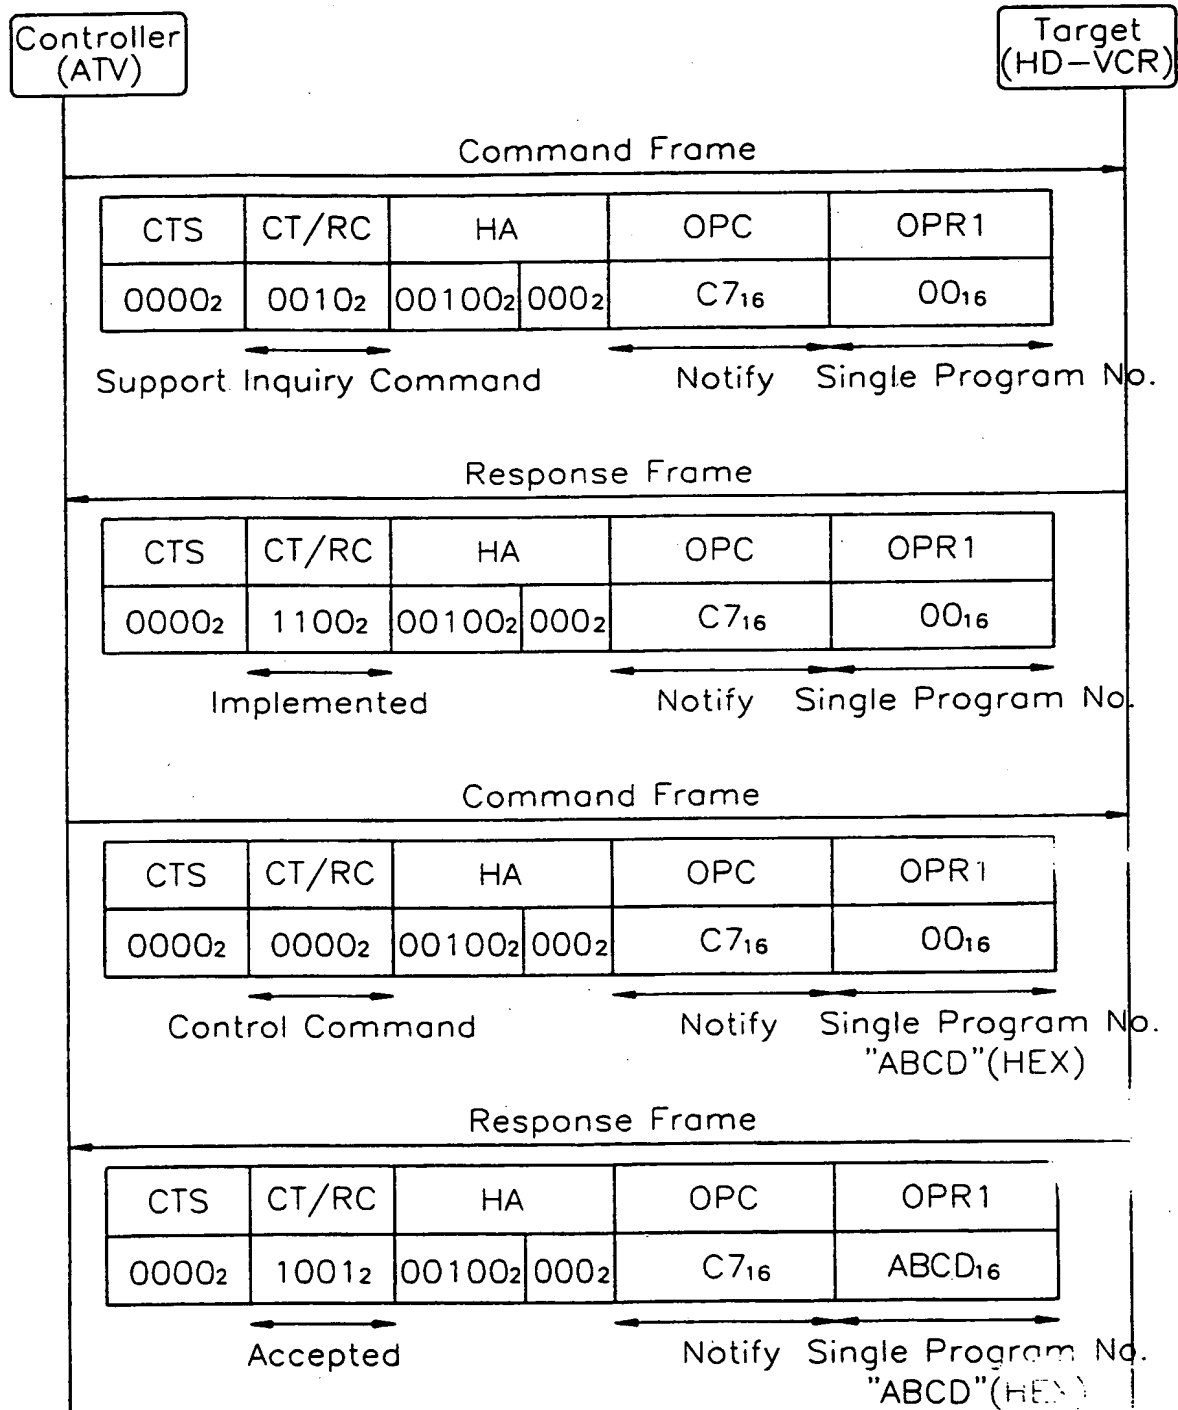 Controller
(ATV)
Target
(HD-VCR)
Command Frame
CTS CT/RC HA OPC OPR1
0000₂ 0010₂ 00100₂ 000₂ C7₁₆ 00₁₆
Support Inquiry Command Notify Single Program No.
Response Frame
CTS CT/RC HA OPC OPR1
0000₂ 1100₂ 00100₂ 000₂ C7₁₆ 00₁₆
Implemented Notify Single Program No.
Command Frame
CTS CT/RC HA OPC OPR1
0000₂ 0000₂ 00100₂ 000₂ C7₁₆ 00₁₆
Control Command Notify Single Program No.
"ABCD"(HEX)
Response Frame
CTS CT/RC HA OPC OPR1
0000₂ 1001₂ 00100₂ 000₂ C7₁₆ ABCD₁₆
Accepted Notify Single Program No.
"ABCD"(HEX)